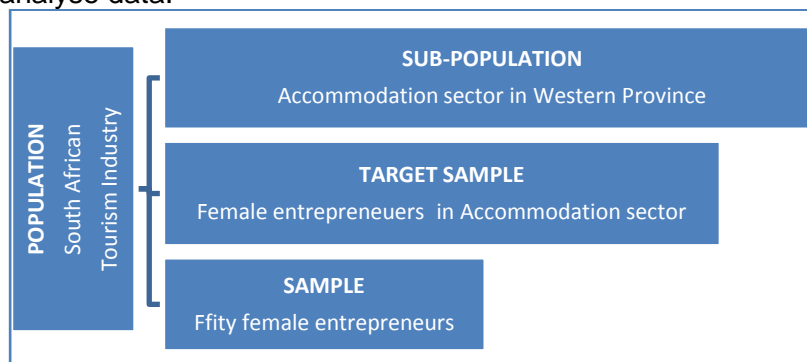 analyse data.
POPULATION
South African
Tourism Industry
SUB-POPULATION
Accommodation sector in Western Province
TARGET SAMPLE
Female entrepreneuers in Accommodation sector
SAMPLE
Ffity female entrepreneurs